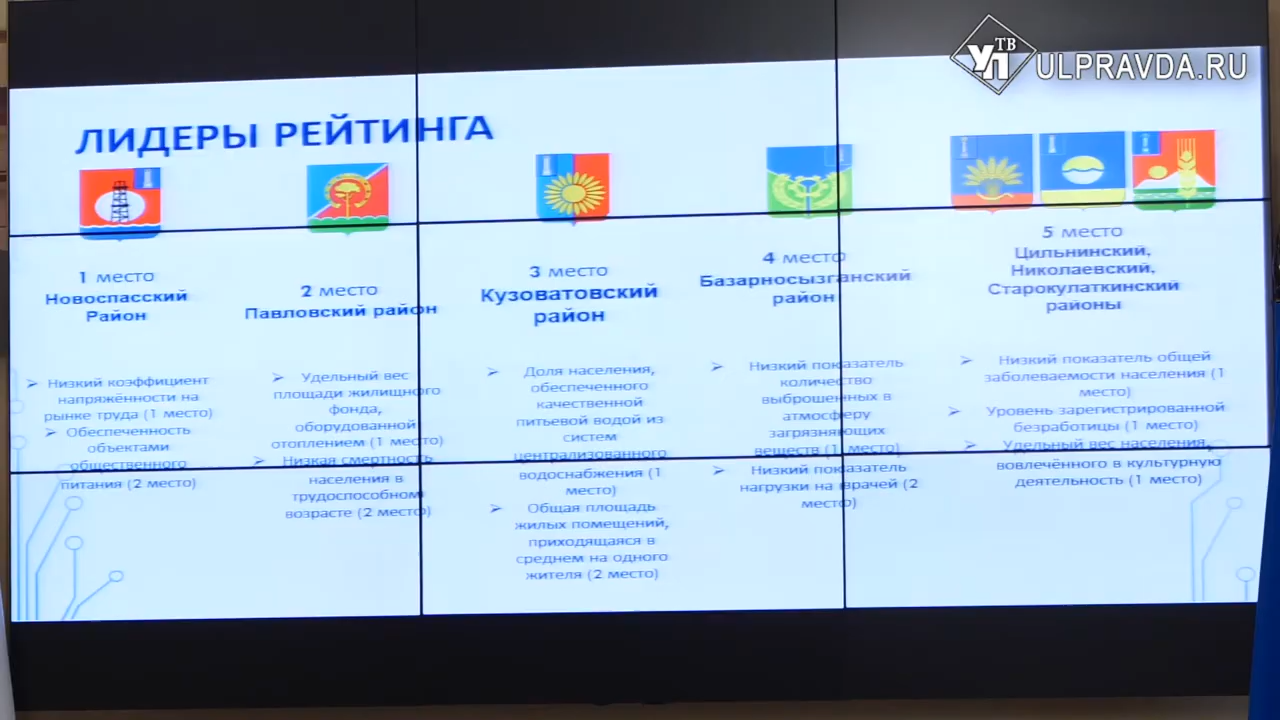 УП ТВ
ULPRAVDA.RU
ЛИДЕРЫ РЕЙТИНГА
1 место
Новоспасский
Район
➢ Низкий коэффициент
напряжённости на
рынке труда (1 место)
➢ Обеспеченность
объектами
общественного
питания (2 место)
2 место
Павловский район
➢ Удельный вес
площади жилищного
фонда,
оборудованной
отоплением (1 место)
➢ Низкая смертность
населения в
трудоспособном
возрасте (2 место)
3 место
Кузоватовский
район
➢ Доля населения,
обеспеченного
качественной
питьевой водой из
систем
централизованного
водоснабжения (1
место)
➢ Общая площадь
жилых помещений,
приходящаяся в
среднем на одного
жителя (2 место)
4 место
Базарносызганский
район
➢ Низкий показатель
количество
выброшенных в
атмосферу
загрязняющих
веществ (1 место)
➢ Низкий показатель
нагрузки на врачей (2
место)
5 место
Цильнинский,
Николаевский,
Старокулаткинский
районы
➢ Низкий показатель общей
заболеваемости населения (1
место)
➢ Уровень зарегистрированной
безработицы (1 место)
➢ Удельный вес населения,
вовлечённого в культурную
деятельность (1 место)